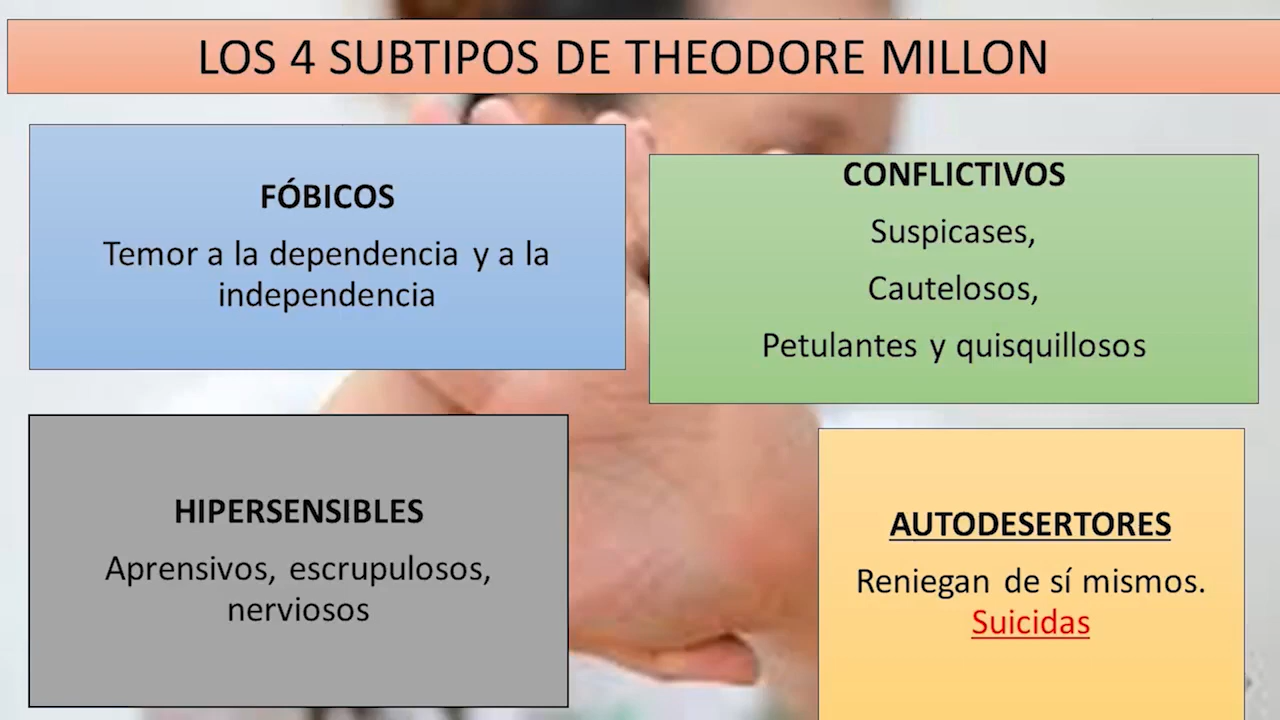 LOS 4 SUBTIPOS DE THEODORE MILLON
FÓBICOS
Temor a la dependencia y a la
independencia
CONFLICTIVOS
Suspicases,
Cautelosos,
Petulantes y quisquillosos
HIPERSENSIBLES
Aprensivos, escrupulosos,
nerviosos
AUTODESERTORES
Reniegan de sí mismos.
Suicidas